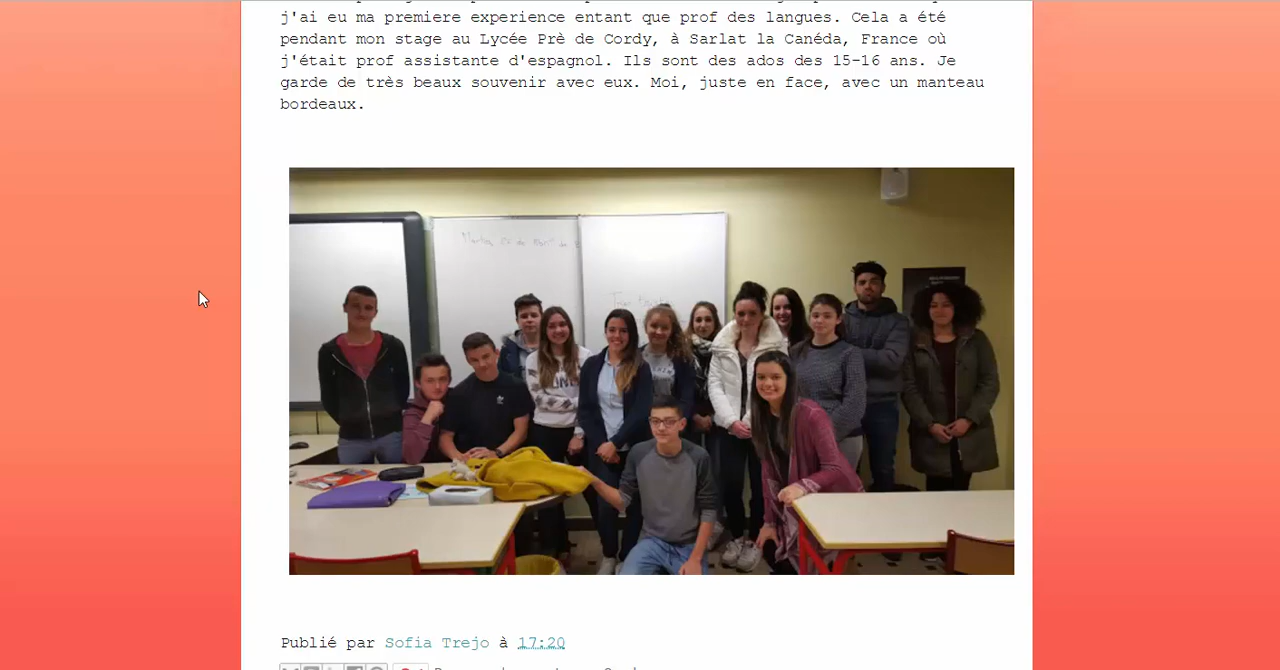 j'ai eu ma premiere experience entant que prof des langues. Cela a été
pendant mon stage au Lycée Prè de Cordy, à Sarlat la Canéda, France où
j'était prof assistante d'espagnol. Ils sont des ados des 15-16 ans. Je
garde de très beaux souvenir avec eux. Moi, juste en face, avec un manteau
bordeaux.
Publié par Sofia Trejo à 17:20